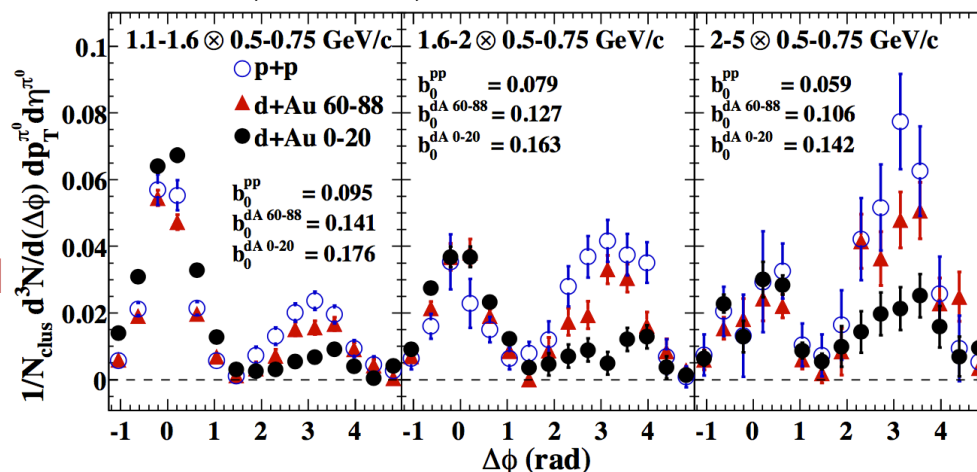 1/N_clus d³N/d(Δϕ) dp_T^π⁰ dη^π⁰
0.1
0.08
0.06
0.04
0.02
0
1.1-1.6 ⊗ 0.5-0.75 GeV/c
p+p
d+Au 60-88
d+Au 0-20
b_0^pp = 0.095
b_0^dA 60-88 = 0.141
b_0^dA 0-20 = 0.176
1.6-2 ⊗ 0.5-0.75 GeV/c
b_0^pp = 0.079
b_0^dA 60-88 = 0.127
b_0^dA 0-20 = 0.163
2-5 ⊗ 0.5-0.75 GeV/c
b_0^pp = 0.059
b_0^dA 60-88 = 0.106
b_0^dA 0-20 = 0.142
-1 0 1 2 3 4 -1 0 1 2 3 4 -1 0 1 2 3 4
Δϕ (rad)